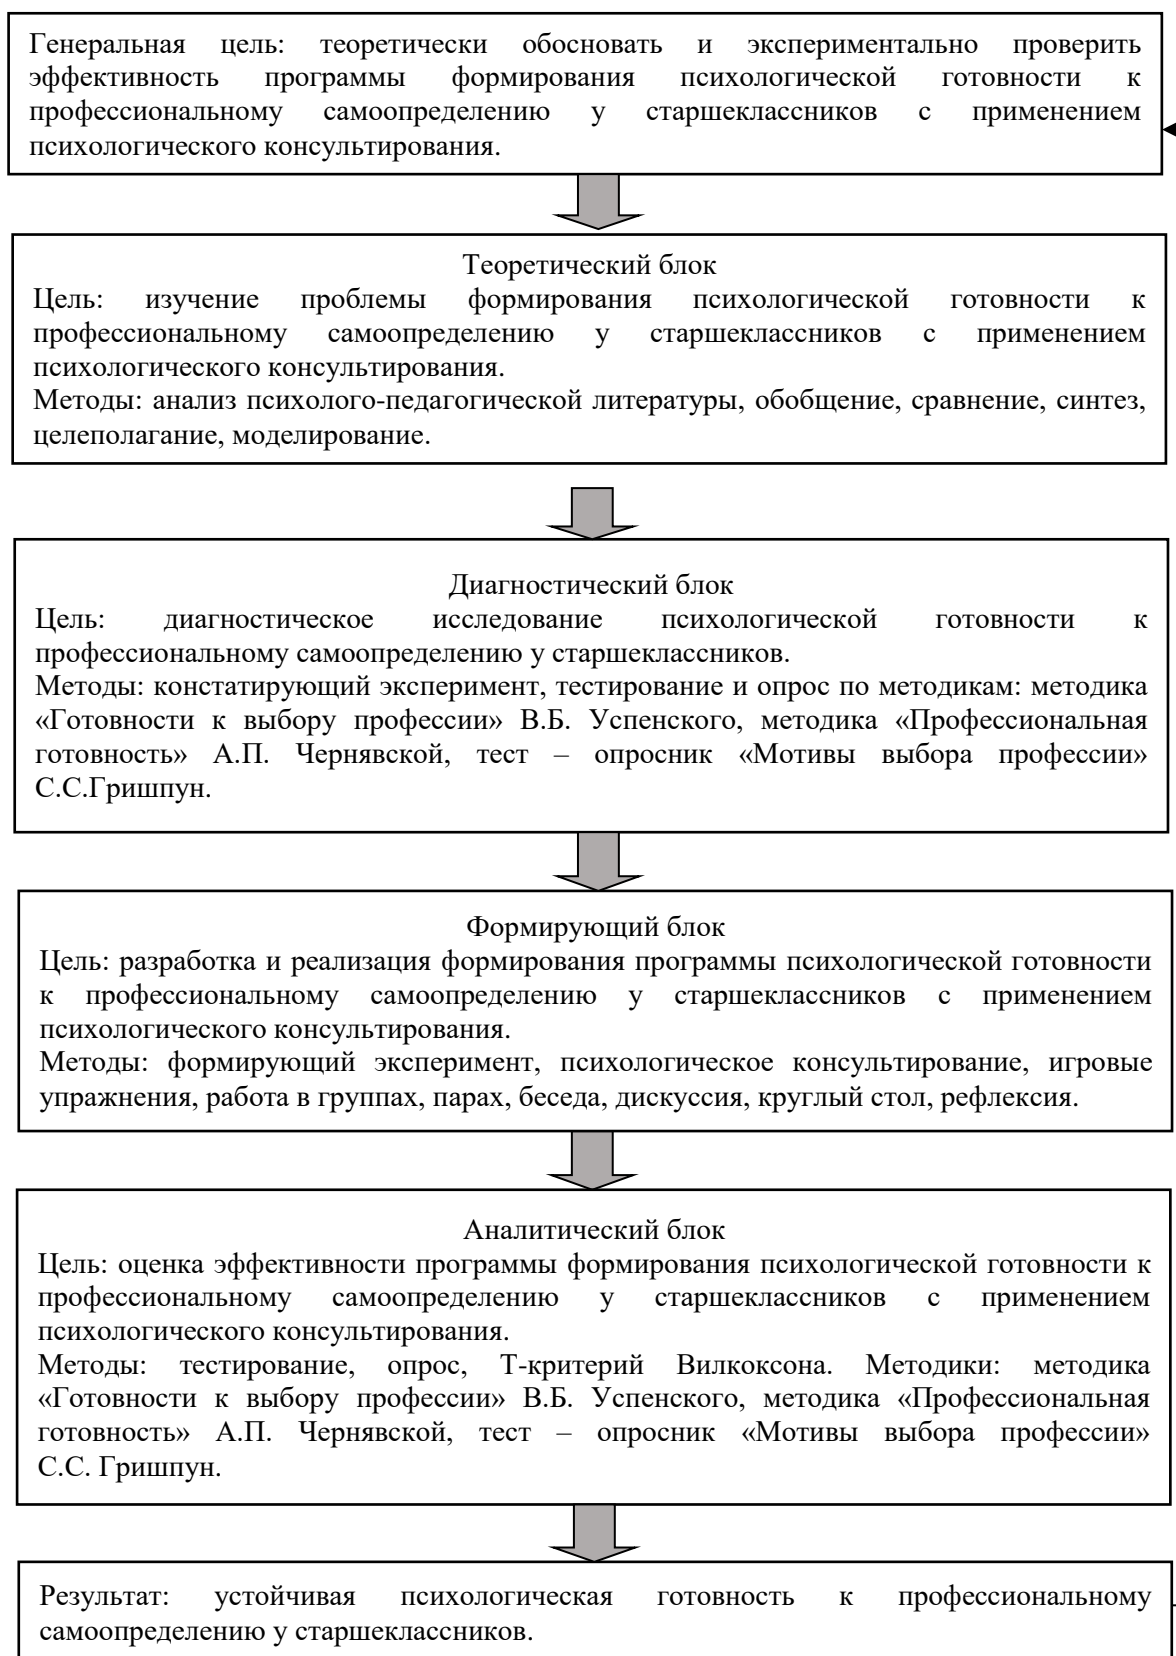 Генеральная цель: теоретически обосновать и экспериментально проверить
эффективность программы формирования психологической готовности к
профессиональному самоопределению у старшеклассников с применением
психологического консультирования.
Теоретический блок
Цель: изучение проблемы формирования психологической готовности к
профессиональному самоопределению у старшеклассников с применением
психологического консультирования.
Методы: анализ психолого-педагогической литературы, обобщение, сравнение, синтез,
целеполагание, моделирование.
Диагностический блок
Цель: диагностическое исследование психологической готовности к
профессиональному самоопределению у старшеклассников.
Методы: констатирующий эксперимент, тестирование и опрос по методикам: методика
«Готовности к выбору профессии» В.Б. Успенского, методика «Профессиональная
готовность» А.П. Чернявской, тест – опросник «Мотивы выбора профессии»
С.С.Гришпун.
Формирующий блок
Цель: разработка и реализация формирования программы психологической готовности
к профессиональному самоопределению у старшеклассников с применением
психологического консультирования.
Методы: формирующий эксперимент, психологическое консультирование, игровые
упражнения, работа в группах, парах, беседа, дискуссия, круглый стол, рефлексия.
Аналитический блок
Цель: оценка эффективности программы формирования психологической готовности к
профессиональному самоопределению у старшеклассников с применением
психологического консультирования.
Методы: тестирование, опрос, Т-критерий Вилкоксона. Методики: методика
«Готовности к выбору профессии» В.Б. Успенского, методика «Профессиональная
готовность» А.П. Чернявской, тест – опросник «Мотивы выбора профессии»
С.С. Гришпун.
Результат: устойчивая психологическая готовность к профессиональному
самоопределению у старшеклассников.